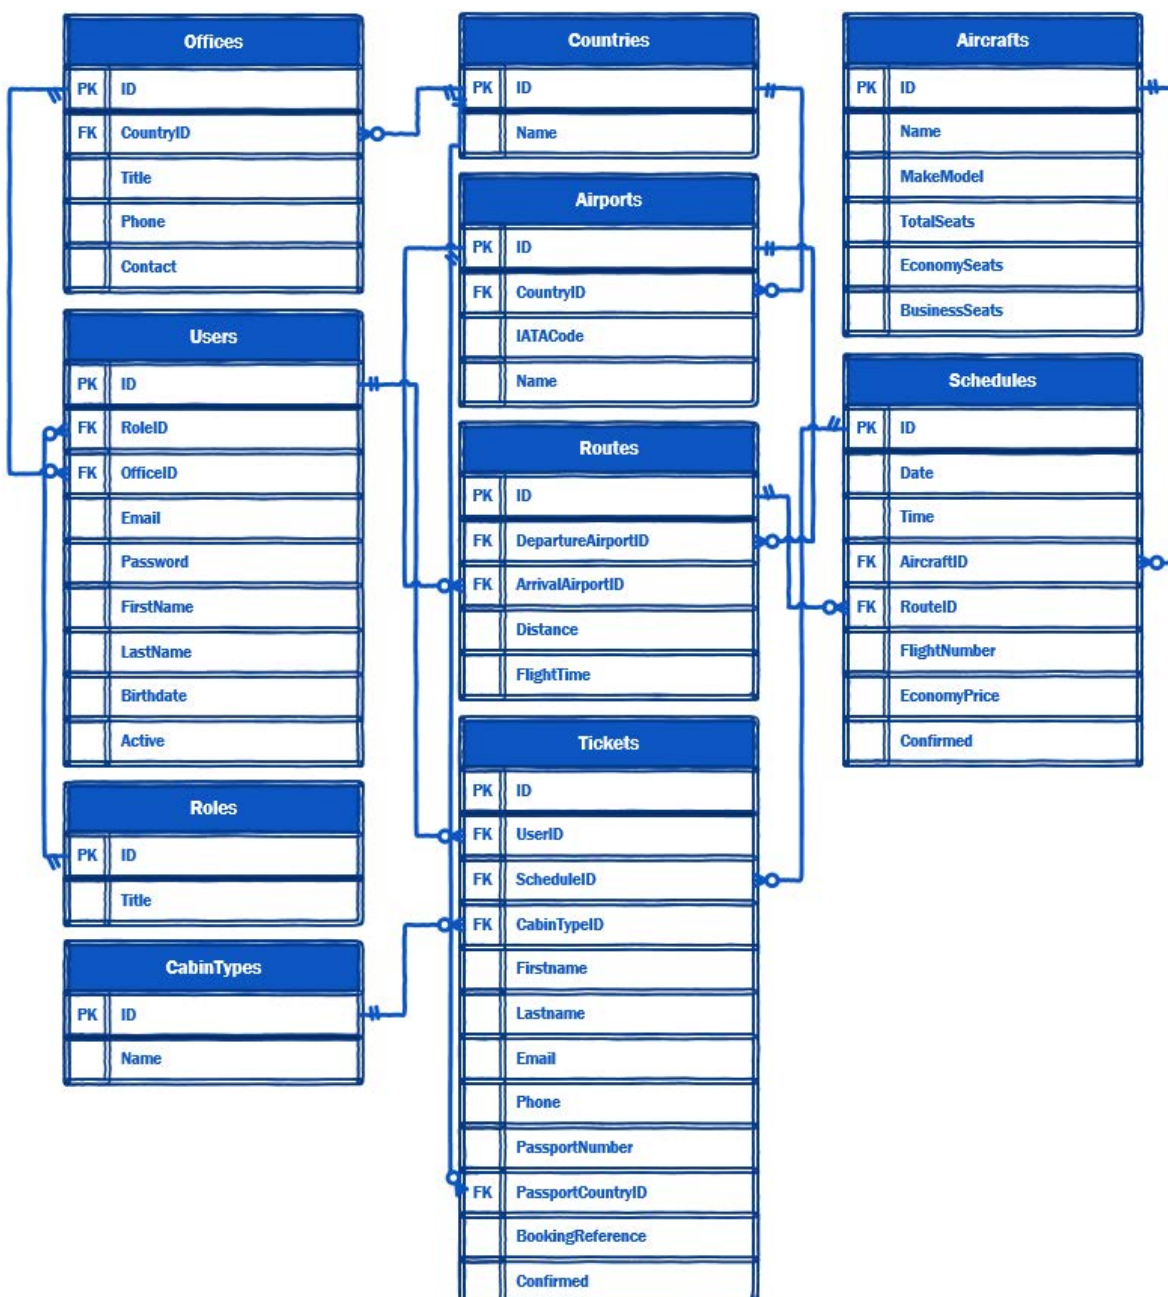 Offices
PK ID
FK CountryID
Title
Phone
Contact
Users
PK ID
FK RoleID
FK OfficeID
Email
Password
FirstName
LastName
Birthdate
Active
Roles
PK ID
Title
CabinTypes
PK ID
Name
Countries
PK ID
Name
Airports
PK ID
FK CountryID
IATACode
Name
Routes
PK ID
FK DepartureAirportID
FK ArrivalAirportID
Distance
FlightTime
Tickets
PK ID
FK UserID
FK ScheduleID
FK CabinTypeID
Firstname
Lastname
Email
Phone
PassportNumber
FK PassportCountryID
BookingReference
Confirmed
Aircrafts
PK ID
Name
MakeModel
TotalSeats
EconomySeats
BusinessSeats
Schedules
PK ID
Date
Time
FK AircraftID
FK RouteID
FlightNumber
EconomyPrice
Confirmed